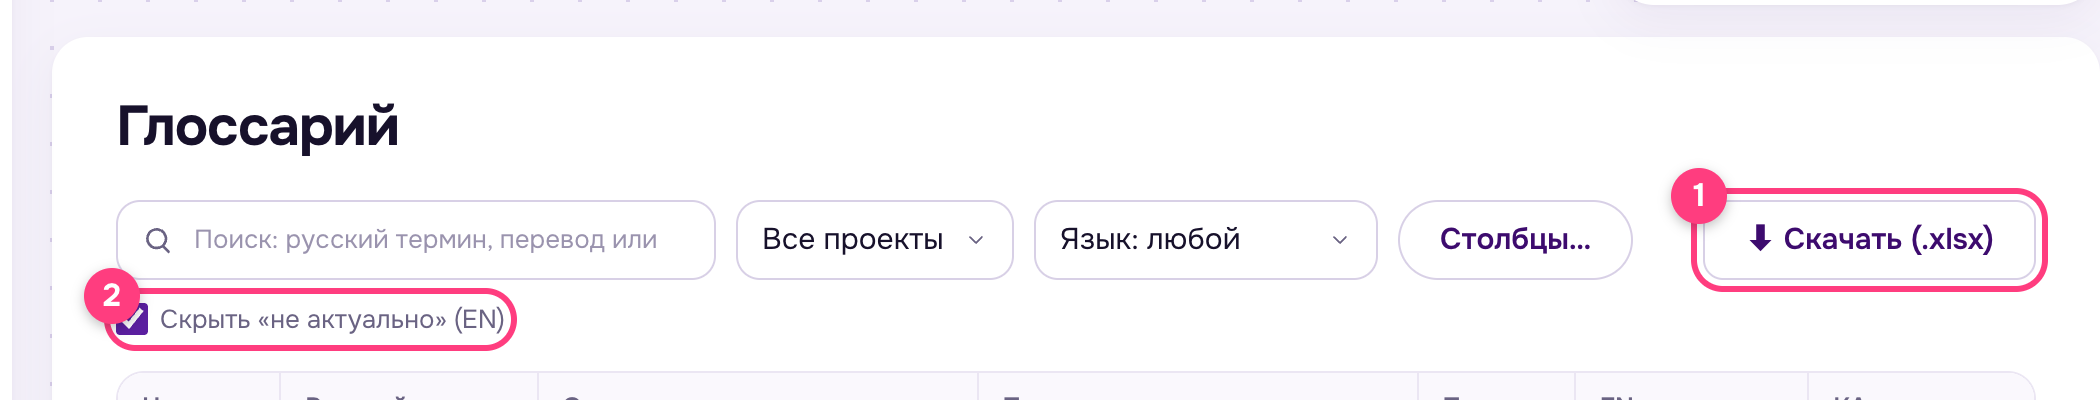 Глоссарий
1
Поиск: русский термин, перевод или
Все проекты
Язык: любой
Столбцы...
Скачать (.xlsx)
2
Скрыть «не актуально» (EN)